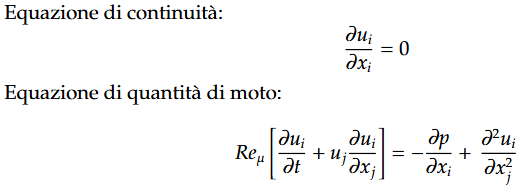 Equazione di continuità:
∂u_i/∂x_i = 0
Equazione di quantità di moto:
Re_μ [∂u_i/∂t + u_j ∂u_i/∂x_j] = −∂p/∂x_i + ∂²u_i/∂x_j²